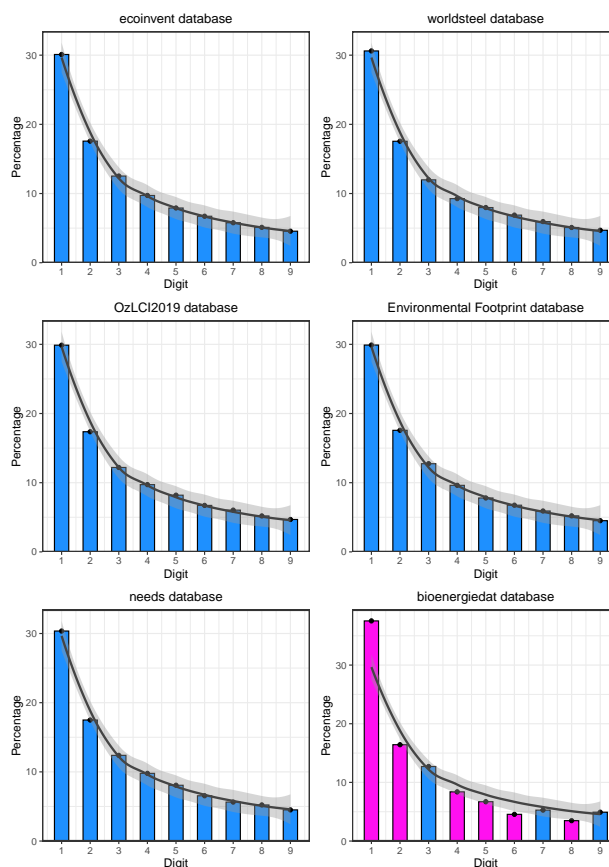 ecoinvent database
worldsteel database
30
20
10
0
Percentage
1 2 3 4 5 6 7 8 9
Digit
30
20
10
0
Percentage
1 2 3 4 5 6 7 8 9
Digit
OzLCI2019 database
Environmental Footprint database
30
20
10
0
Percentage
1 2 3 4 5 6 7 8 9
Digit
30
20
10
0
Percentage
1 2 3 4 5 6 7 8 9
Digit
needs database
bioenergiedat database
30
20
10
0
Percentage
1 2 3 4 5 6 7 8 9
Digit
30
20
10
0
Percentage
1 2 3 4 5 6 7 8 9
Digit